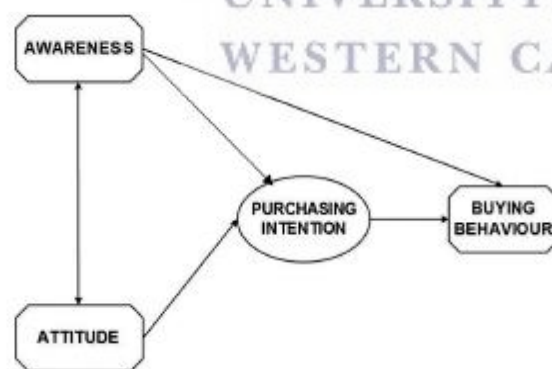 UNIVERSITY
WESTERN CA
AWARENESS
PURCHASING
INTENTION
BUYING
BEHAVIOUR
ATTITUDE